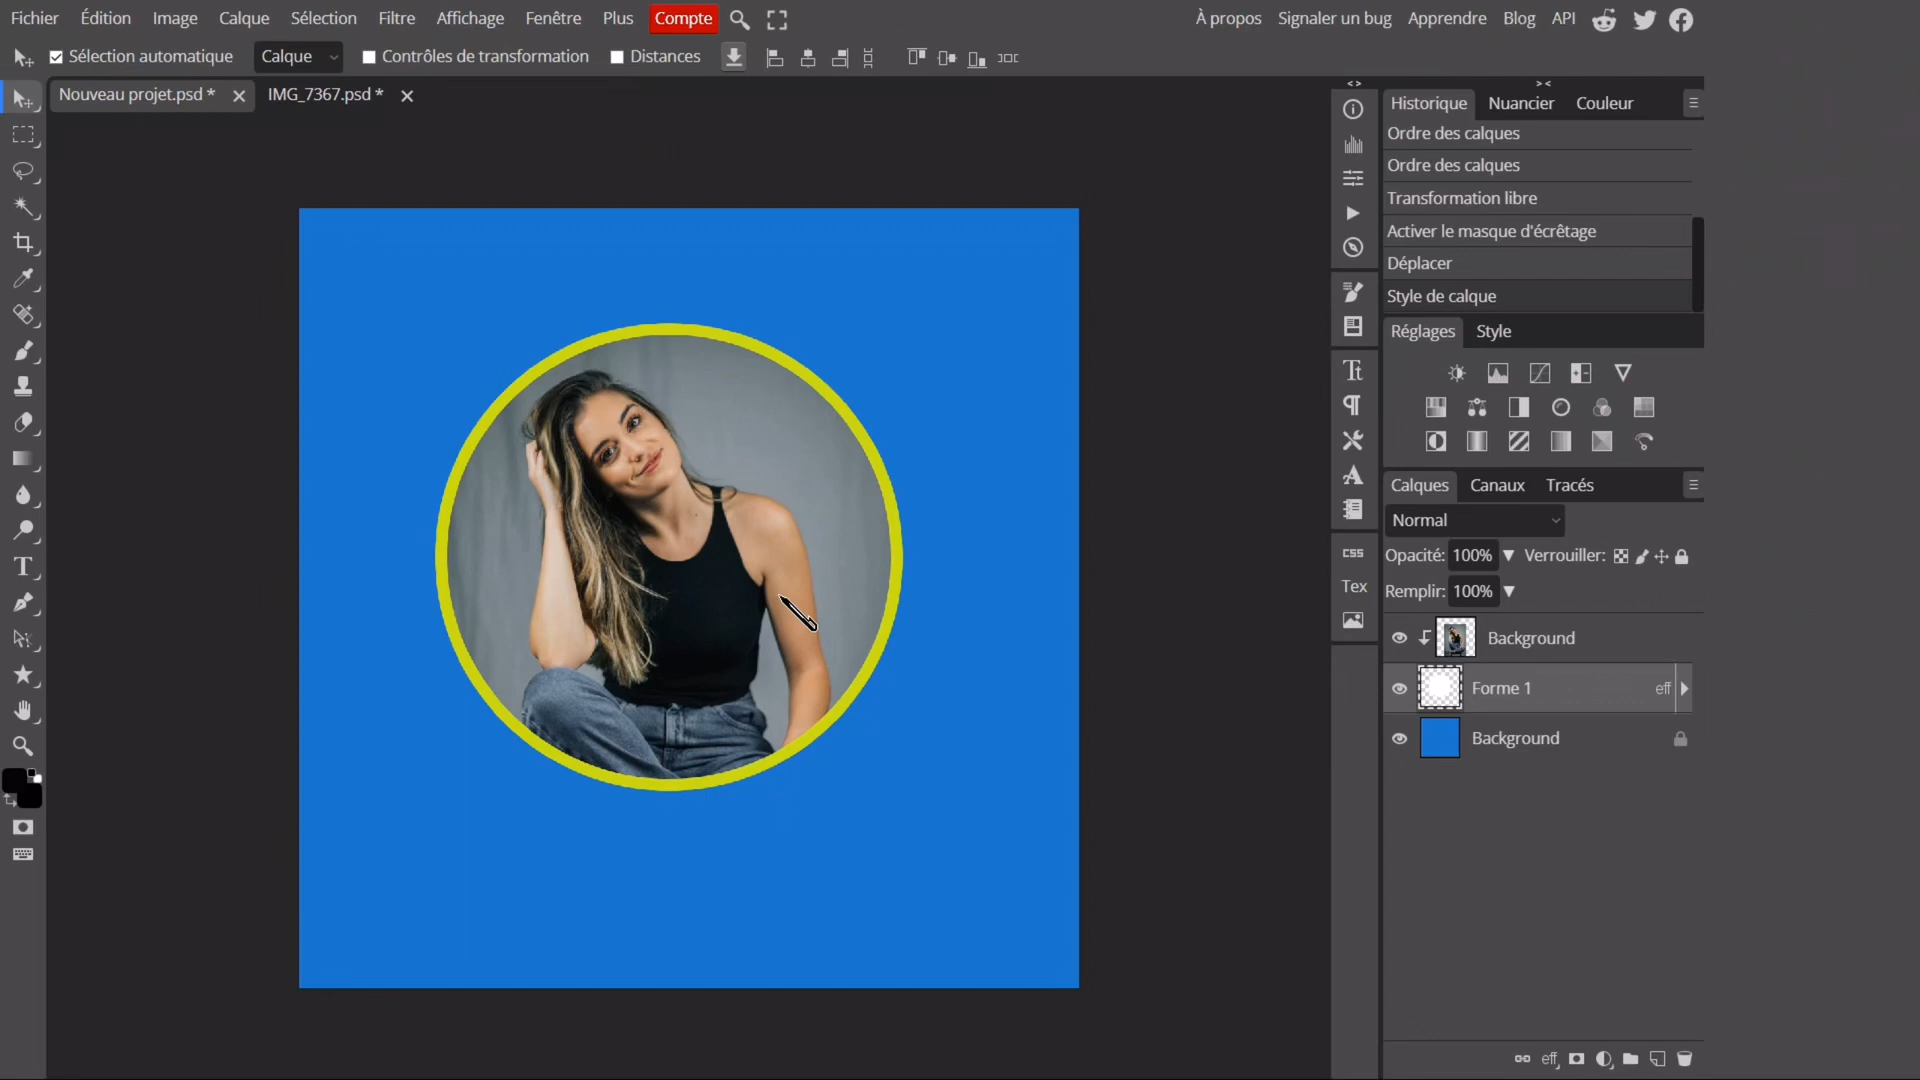 Fichier Édition Image Calque Sélection Filtre Affichage Fenêtre Plus Compte À propos Signaler un bug Apprendre Blog API
Sélection automatique Calque Contrôles de transformation Distances
Nouveau projet.psd * IMG_7367.psd *
Historique Nuancier Couleur
Ordre des calques
Ordre des calques
Transformation libre
Activer le masque d'écrêtage
Déplacer
Style de calque
Réglages Style
CSS
Tex
Calques Canaux Tracés
Normal
Opacité: 100% Verrouiller:
Remplir: 100%
Background
Forme 1 eff
Background
eff